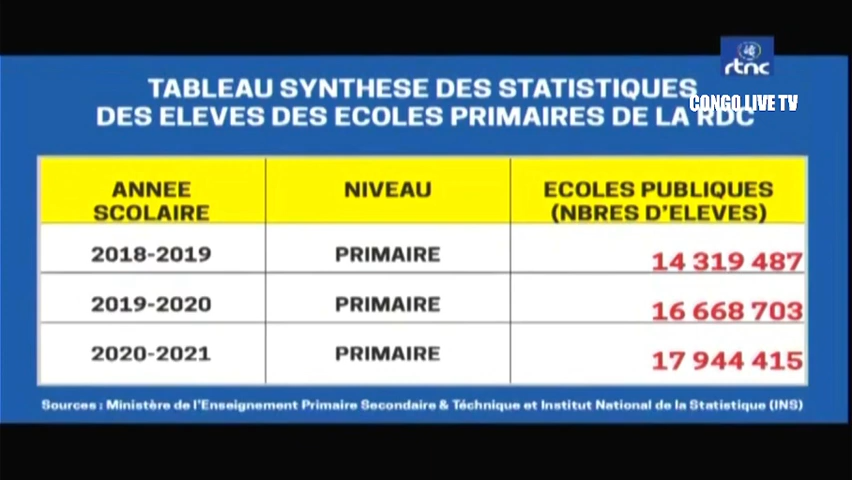 rtnc
CONGO LIVE TV
TABLEAU SYNTHESE DES STATISTIQUES
DES ELEVES DES ECOLES PRIMAIRES DE LA RDC
ANNEE SCOLAIRE NIVEAU ECOLES PUBLIQUES (NBRES D'ELEVES)
2018-2019 PRIMAIRE 14 319 487
2019-2020 PRIMAIRE 16 668 703
2020-2021 PRIMAIRE 17 944 415
Sources : Ministère de l'Enseignement Primaire Secondaire & Téchnique et Institut National de la Statistique (INS)